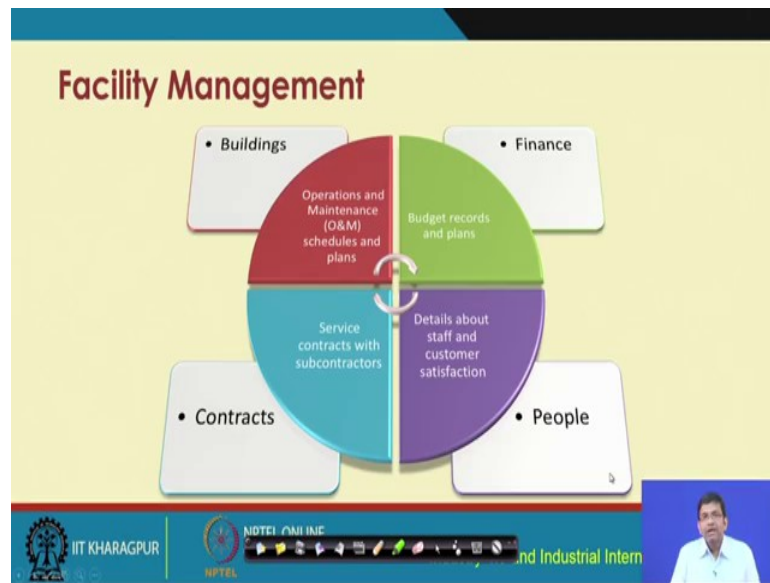 Facility Management
• Buildings
• Finance
Operations and
Maintenance
(O&M)
schedules and
plans
Budget records
and plans
Service
contracts with
subcontractors
Details about
staff and
customer
satisfaction
• Contracts
• People
IIT KHARAGPUR
NPTEL
NPTEL ONLINE
nd Industrial Intern